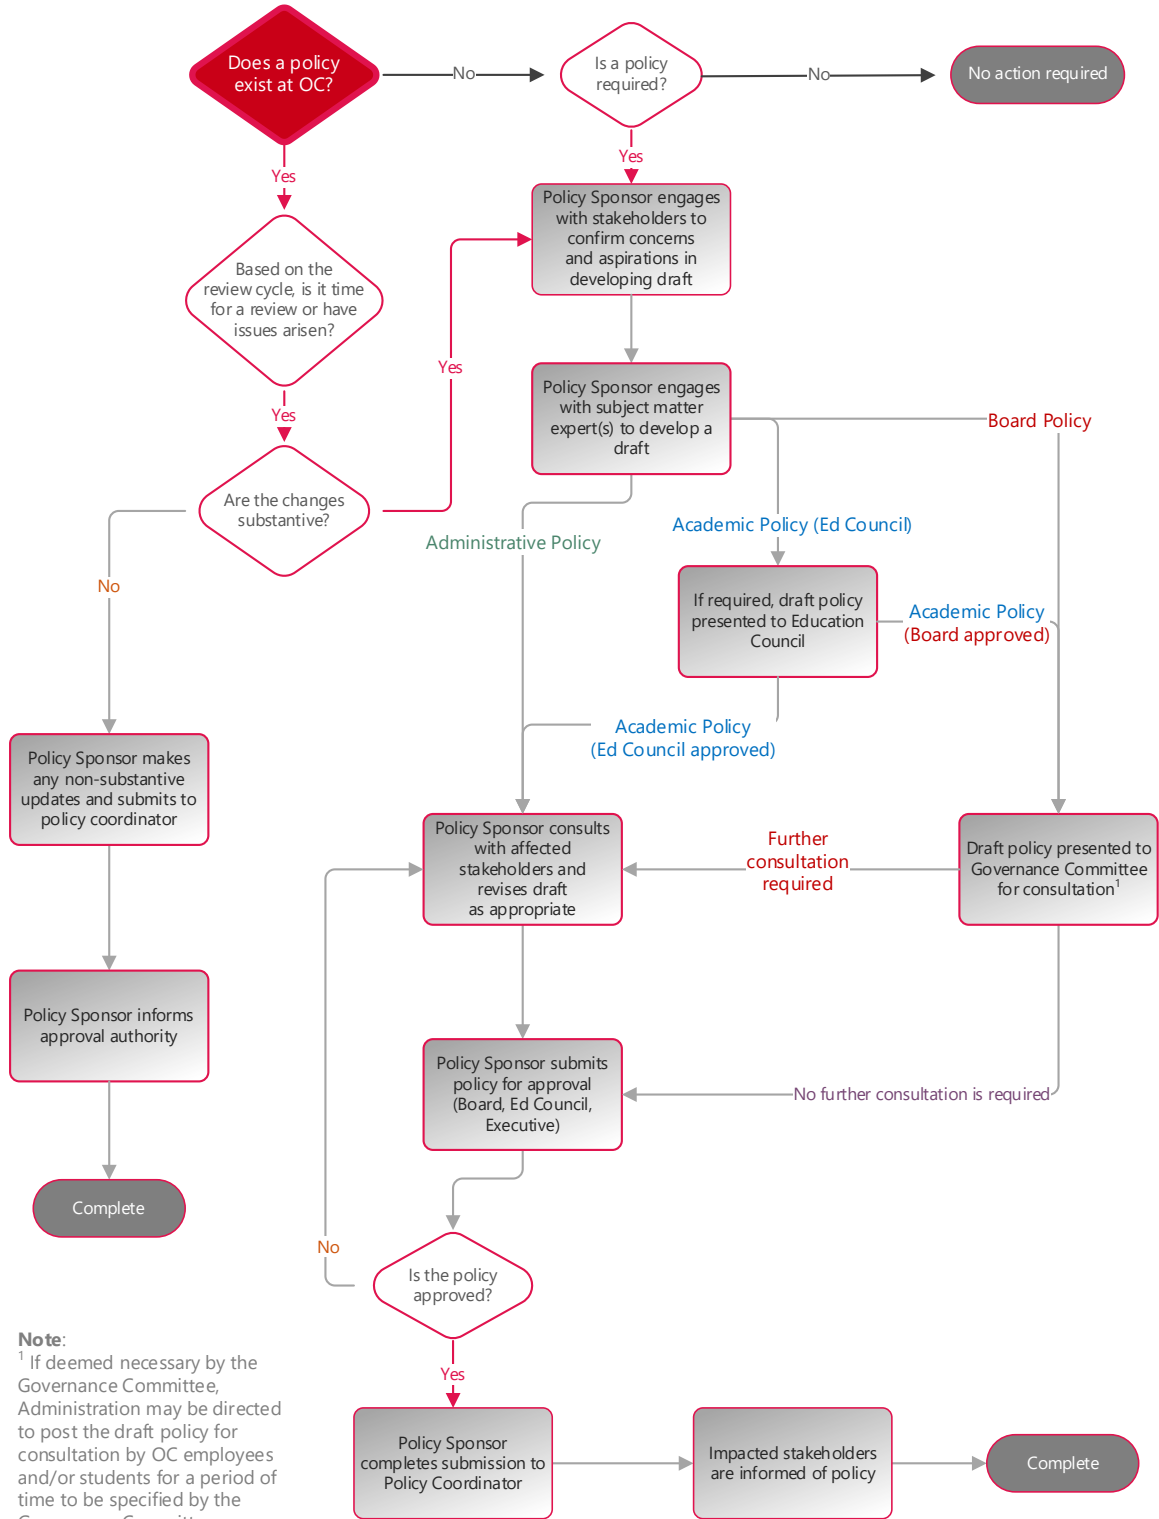 Does a policy
exist at OC?
No
Is a policy
required?
No
No action required
Yes
Yes
Policy Sponsor engages
with stakeholders to
confirm concerns
and aspirations in
developing draft
Based on the
review cycle, is it time
for a review or have
issues arisen?
Yes
Yes
Policy Sponsor engages
with subject matter
expert(s) to develop a
draft
Board Policy
Are the changes
substantive?
Academic Policy (Ed Council)
Administrative Policy
No
If required, draft policy
presented to Education
Council
Academic Policy
(Board approved)
Academic Policy
(Ed Council approved)
Policy Sponsor makes
any non-substantive
updates and submits to
policy coordinator
Policy Sponsor consults
with affected
stakeholders and
revises draft
as appropriate
Further
consultation
required
Draft policy presented to
Governance Committee
for consultation1
Policy Sponsor informs
approval authority
Policy Sponsor submits
policy for approval
(Board, Ed Council,
Executive)
No further consultation is required
Complete
No
Is the policy
approved?
Yes
Note:
1 If deemed necessary by the
Governance Committee,
Administration may be directed
to post the draft policy for
consultation by OC employees
and/or students for a period of
time to be specified by the
Policy Sponsor
completes submission to
Policy Coordinator
Impacted stakeholders
are informed of policy
Complete